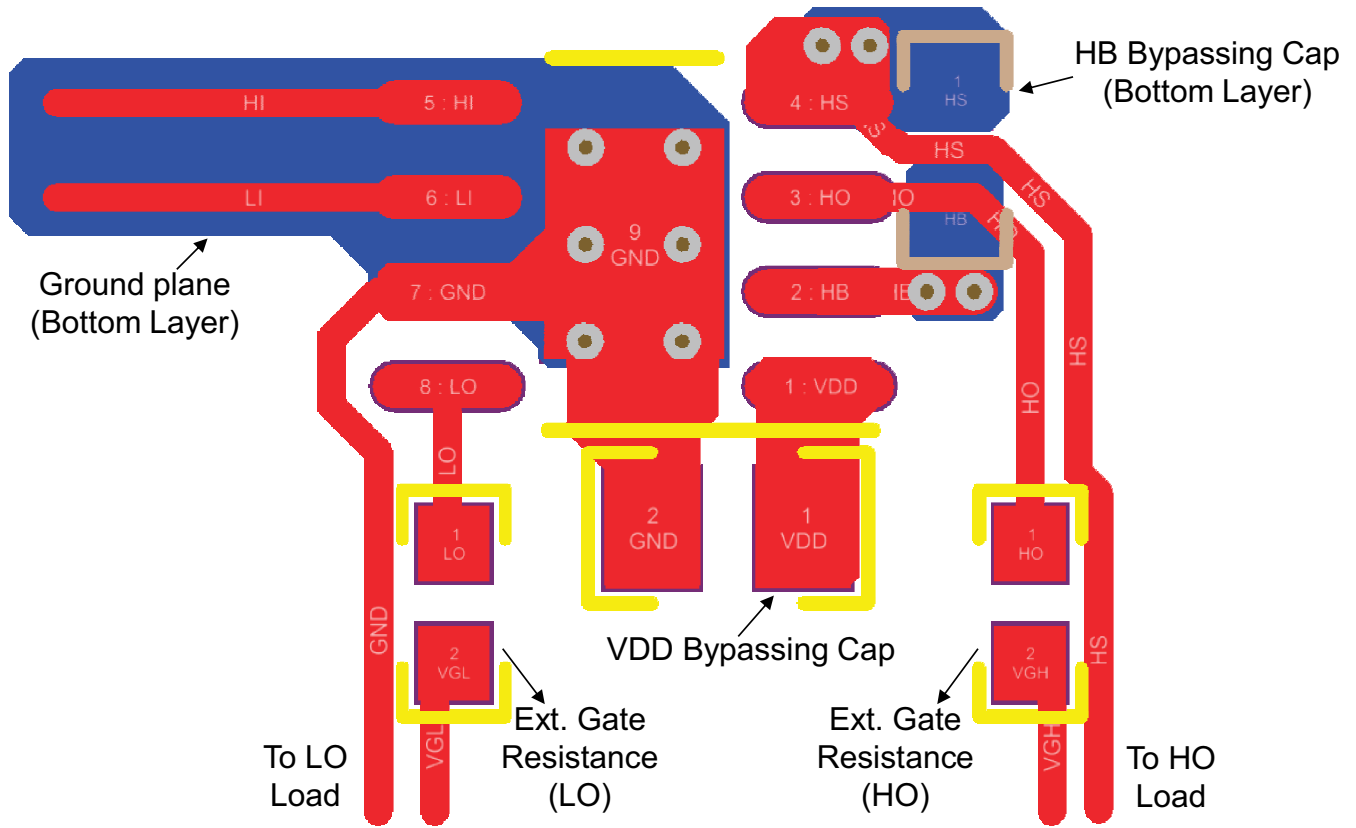 HB Bypassing Cap
(Bottom Layer)
HI
5 : HI
4 : HS
1
HS
HS
HS
HS
LI
6 : LI
3 : HO
HO
HB
HO
9
GND
Ground plane
(Bottom Layer)
7 : GND
2 : HB
HS
8 : LO
1 : VDD
HO
LO
2
GND
1
VDD
1
LO
1
HO
GND
VDD Bypassing Cap
2
VGL
2
VGH
HS
Ext. Gate
Resistance
(LO)
Ext. Gate
Resistance
(HO)
VGL
VGH
To LO
Load
To HO
Load